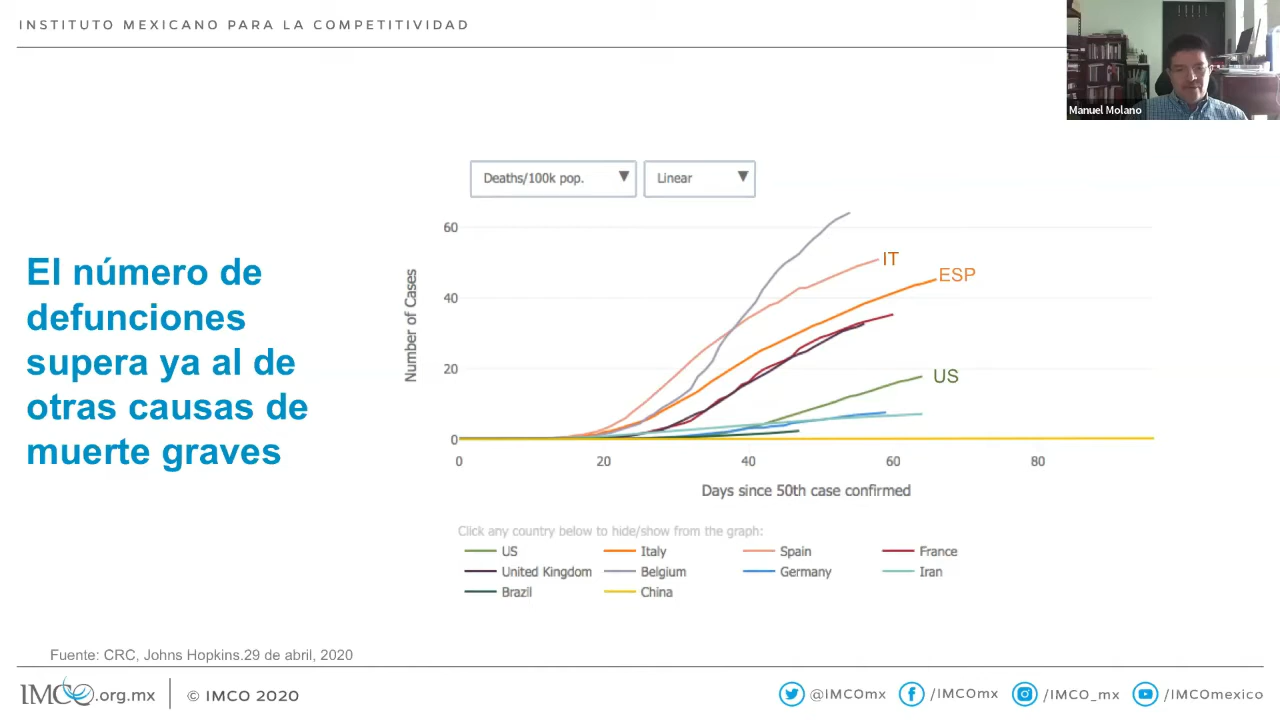 INSTITUTO MEXICANO PARA LA COMPETITIVIDAD
Manuel Molano
Deaths/100k pop.
Linear
El número de
defunciones
supera ya al de
otras causas de
muerte graves
Number of Cases
60
40
20
0
IT
ESP
US
0 20 40 60 80
Days since 50th case confirmed
Click any country below to hide/show from the graph:
US Italy Spain France
United Kingdom Belgium Germany Iran
Brazil China
Fuente: CRC, Johns Hopkins.29 de abril, 2020
IMCO.org.mx © IMCO 2020 @IMCOmx /IMCOmx /IMCO_mx /IMCOmexico